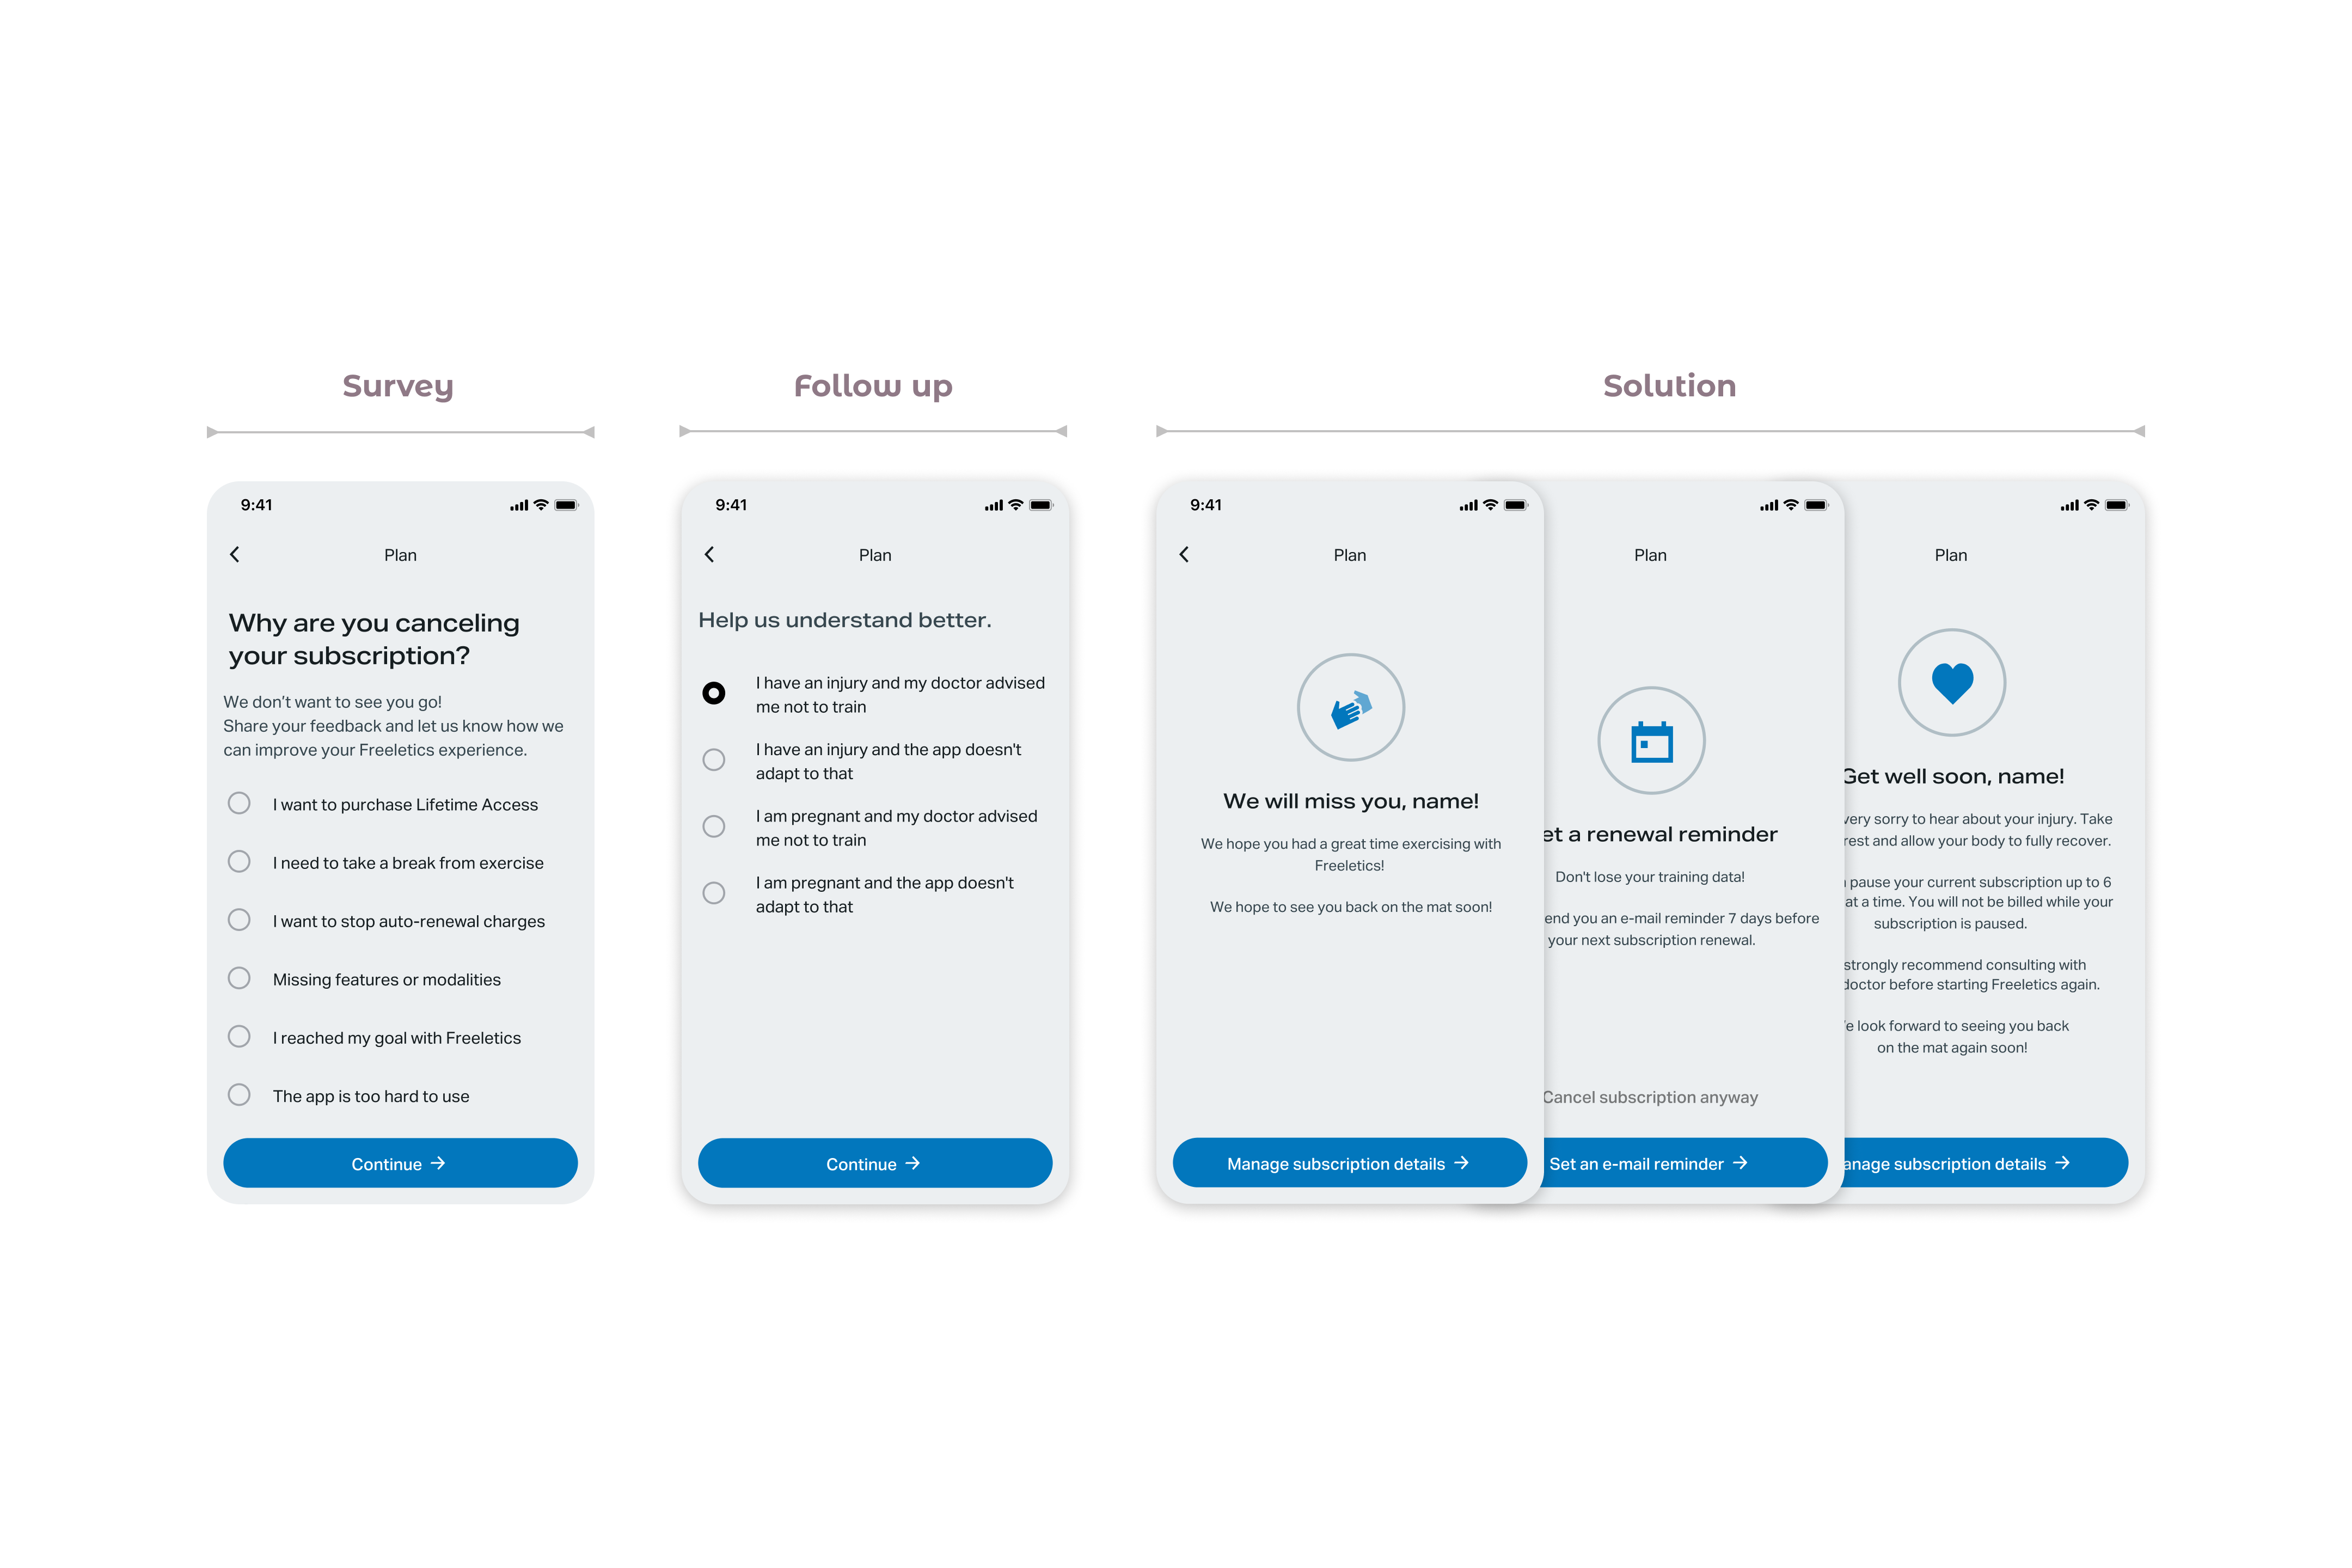 Survey
Follow up
Solution
9:41
Plan
Why are you canceling
your subscription?
We don’t want to see you go!
Share your feedback and let us know how we
can improve your Freeletics experience.
I want to purchase Lifetime Access
I need to take a break from exercise
I want to stop auto-renewal charges
Missing features or modalities
I reached my goal with Freeletics
The app is too hard to use
Continue →
9:41
Plan
Help us understand better.
I have an injury and my doctor advised
me not to train
I have an injury and the app doesn't
adapt to that
I am pregnant and my doctor advised
me not to train
I am pregnant and the app doesn't
adapt to that
Continue →
9:41
Plan
We will miss you, name!
We hope you had a great time exercising with
Freeletics!
We hope to see you back on the mat soon!
Manage subscription details →
Plan
et a renewal reminder
Don't lose your training data!
end you an e-mail reminder 7 days before
your next subscription renewal.
Cancel subscription anyway
Set an e-mail reminder →
Plan
Get well soon, name!
very sorry to hear about your injury. Take
rest and allow your body to fully recover.
pause your current subscription up to 6
at a time. You will not be billed while your
subscription is paused.
strongly recommend consulting with
doctor before starting Freeletics again.
e look forward to seeing you back
on the mat again soon!
anage subscription details →